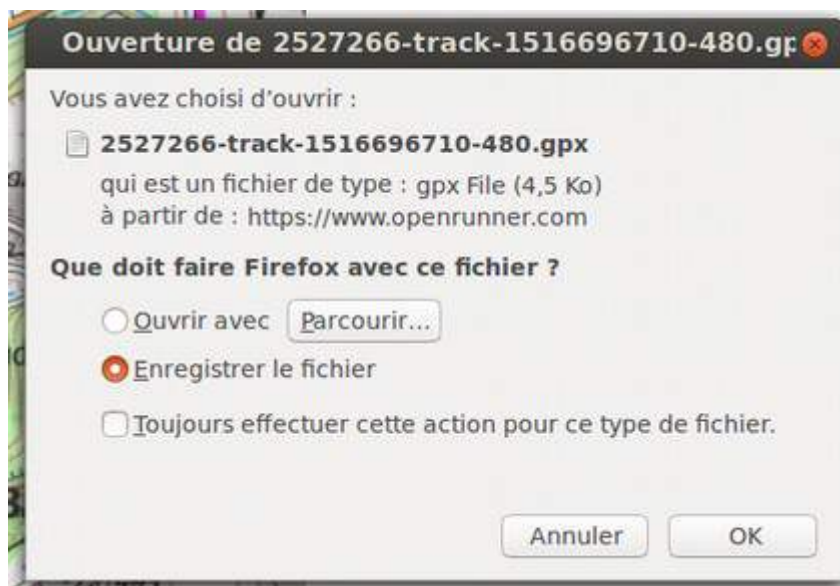 Ouverture de 2527266-track-1516696710-480.gp
Vous avez choisi d'ouvrir :
2527266-track-1516696710-480.gpx
qui est un fichier de type : gpx File (4,5 Ko)
à partir de : https://www.openrunner.com
Que doit faire Firefox avec ce fichier ?
Ouvrir avec Parcourir...
Enregistrer le fichier
Toujours effectuer cette action pour ce type de fichier.
Annuler OK